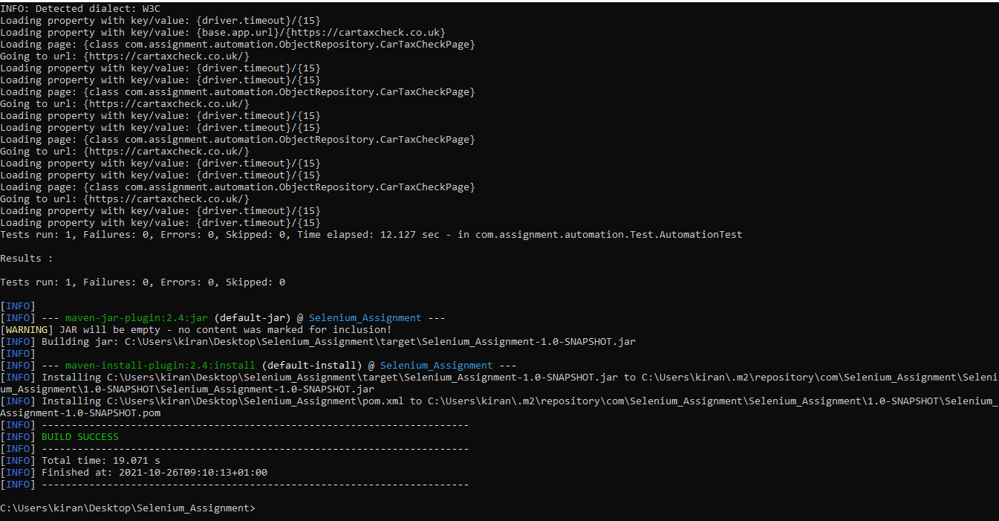 INFO: Detected dialect: W3C
Loading property with key/value: {driver.timeout}/{15}
Loading property with key/value: {base.app.url}/{https://cartaxcheck.co.uk}
Loading page: {class com.assignment.automation.ObjectRepository.CarTaxCheckPage}
Going to url: {https://cartaxcheck.co.uk/}
Loading property with key/value: {driver.timeout}/{15}
Loading property with key/value: {driver.timeout}/{15}
Loading page: {class com.assignment.automation.ObjectRepository.CarTaxCheckPage}
Going to url: {https://cartaxcheck.co.uk/}
Loading property with key/value: {driver.timeout}/{15}
Loading property with key/value: {driver.timeout}/{15}
Loading page: {class com.assignment.automation.ObjectRepository.CarTaxCheckPage}
Going to url: {https://cartaxcheck.co.uk/}
Loading property with key/value: {driver.timeout}/{15}
Loading property with key/value: {driver.timeout}/{15}
Loading page: {class com.assignment.automation.ObjectRepository.CarTaxCheckPage}
Going to url: {https://cartaxcheck.co.uk/}
Loading property with key/value: {driver.timeout}/{15}
Loading property with key/value: {driver.timeout}/{15}
Tests run: 1, Failures: 0, Errors: 0, Skipped: 0, Time elapsed: 12.127 sec - in com.assignment.automation.Test.AutomationTest
Results :
Tests run: 1, Failures: 0, Errors: 0, Skipped: 0
[INFO]
[INFO] --- maven-jar-plugin:2.4:jar (default-jar) @ Selenium_Assignment ---
[WARNING] JAR will be empty - no content was marked for inclusion!
[INFO] Building jar: C:\Users\kiran\Desktop\Selenium_Assignment\target\Selenium_Assignment-1.0-SNAPSHOT.jar
[INFO]
[INFO] --- maven-install-plugin:2.4:install (default-install) @ Selenium_Assignment ---
[INFO] Installing C:\Users\kiran\Desktop\Selenium_Assignment\target\Selenium_Assignment-1.0-SNAPSHOT.jar to C:\Users\kiran\.m2\repository\com\Selenium_Assignment\Seleni
um_Assignment\1.0-SNAPSHOT\Selenium_Assignment-1.0-SNAPSHOT.jar
[INFO] Installing C:\Users\kiran\Desktop\Selenium_Assignment\pom.xml to C:\Users\kiran\.m2\repository\com\Selenium_Assignment\Selenium_Assignment\1.0-SNAPSHOT\Selenium_
Assignment-1.0-SNAPSHOT.pom
[INFO] ------------------------------------------------------------------------
[INFO] BUILD SUCCESS
[INFO] ------------------------------------------------------------------------
[INFO] Total time: 19.071 s
[INFO] Finished at: 2021-10-26T09:10:13+01:00
[INFO] ------------------------------------------------------------------------
C:\Users\kiran\Desktop\Selenium_Assignment>